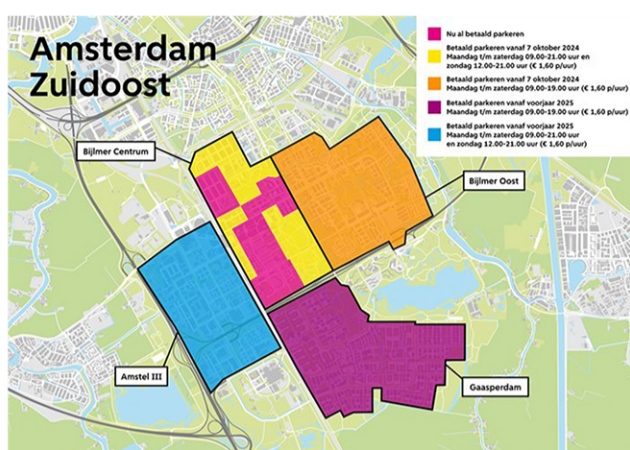 Amsterdam
Zuidoost
Nu al betaald parkeren
Betaald parkeren vanaf 7 oktober 2024
Maandag t/m zaterdag 09.00-21.00 uur en
zondag 12.00-21.00 uur (€ 1,60 p/uur)
Betaald parkeren vanaf 7 oktober 2024
Maandag t/m zaterdag 09.00-19.00 uur (€ 1,60 p/uur)
Betaald parkeren vanaf voorjaar 2025
Maandag t/m zaterdag 09.00-19.00 uur (€ 1,60 p/uur)
Betaald parkeren vanaf voorjaar 2025
Maandag t/m zaterdag 09.00-21.00 uur
en zondag 12.00-21.00 uur (€ 1,60 p/uur)
Bijlmer Centrum
Bijlmer Oost
Amstel III
Gaasperdam